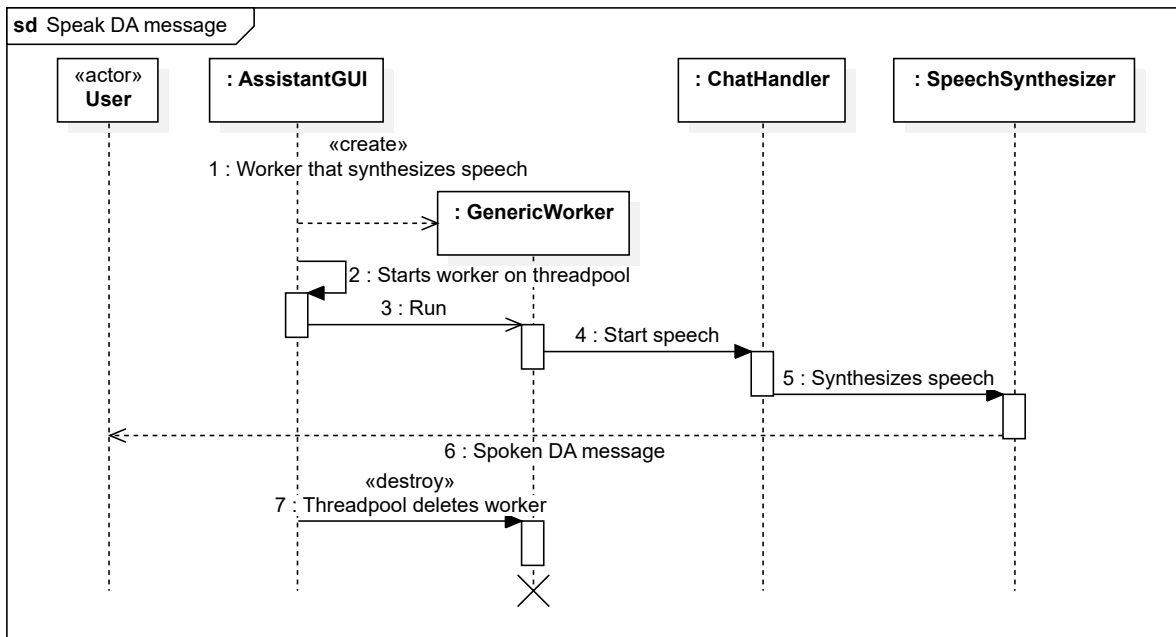 sd Speak DA message
«actor»
User
: AssistantGUI
: ChatHandler
: SpeechSynthesizer
«create»
1 : Worker that synthesizes speech
: GenericWorker
2 : Starts worker on threadpool
3 : Run
4 : Start speech
5 : Synthesizes speech
6 : Spoken DA message
«destroy»
7 : Threadpool deletes worker